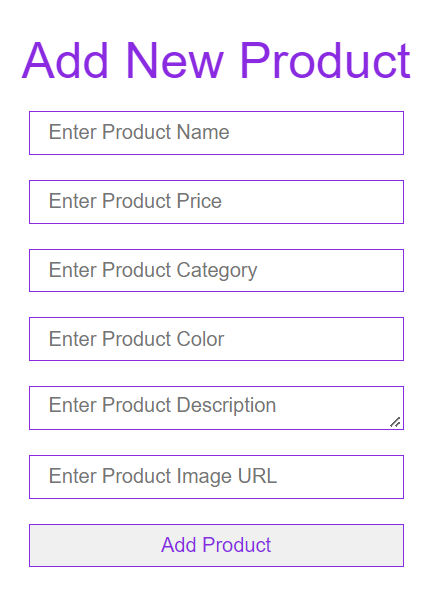 Add New Product
Enter Product Name
Enter Product Price
Enter Product Category
Enter Product Color
Enter Product Description
Enter Product Image URL
Add Product